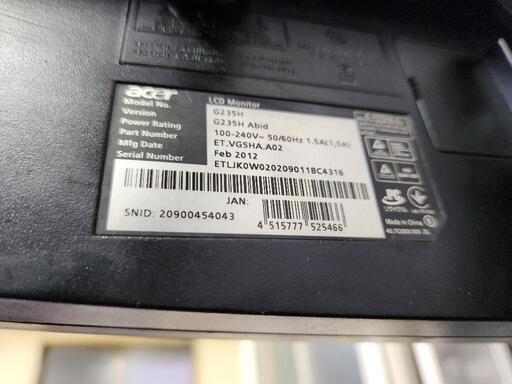 acer
LCD Monitor
Model No. G235H
Version G235H Abid
Power Rating 100-240V~ 50/60Hz 1.5A(1,5A)
Part Number ET.VG5HA.A02
Mfg Date Feb 2012
Serial Number ETLJK0W020209011BC4316
SNID: 20900454043
JAN:
4 515777 525466
Made in China